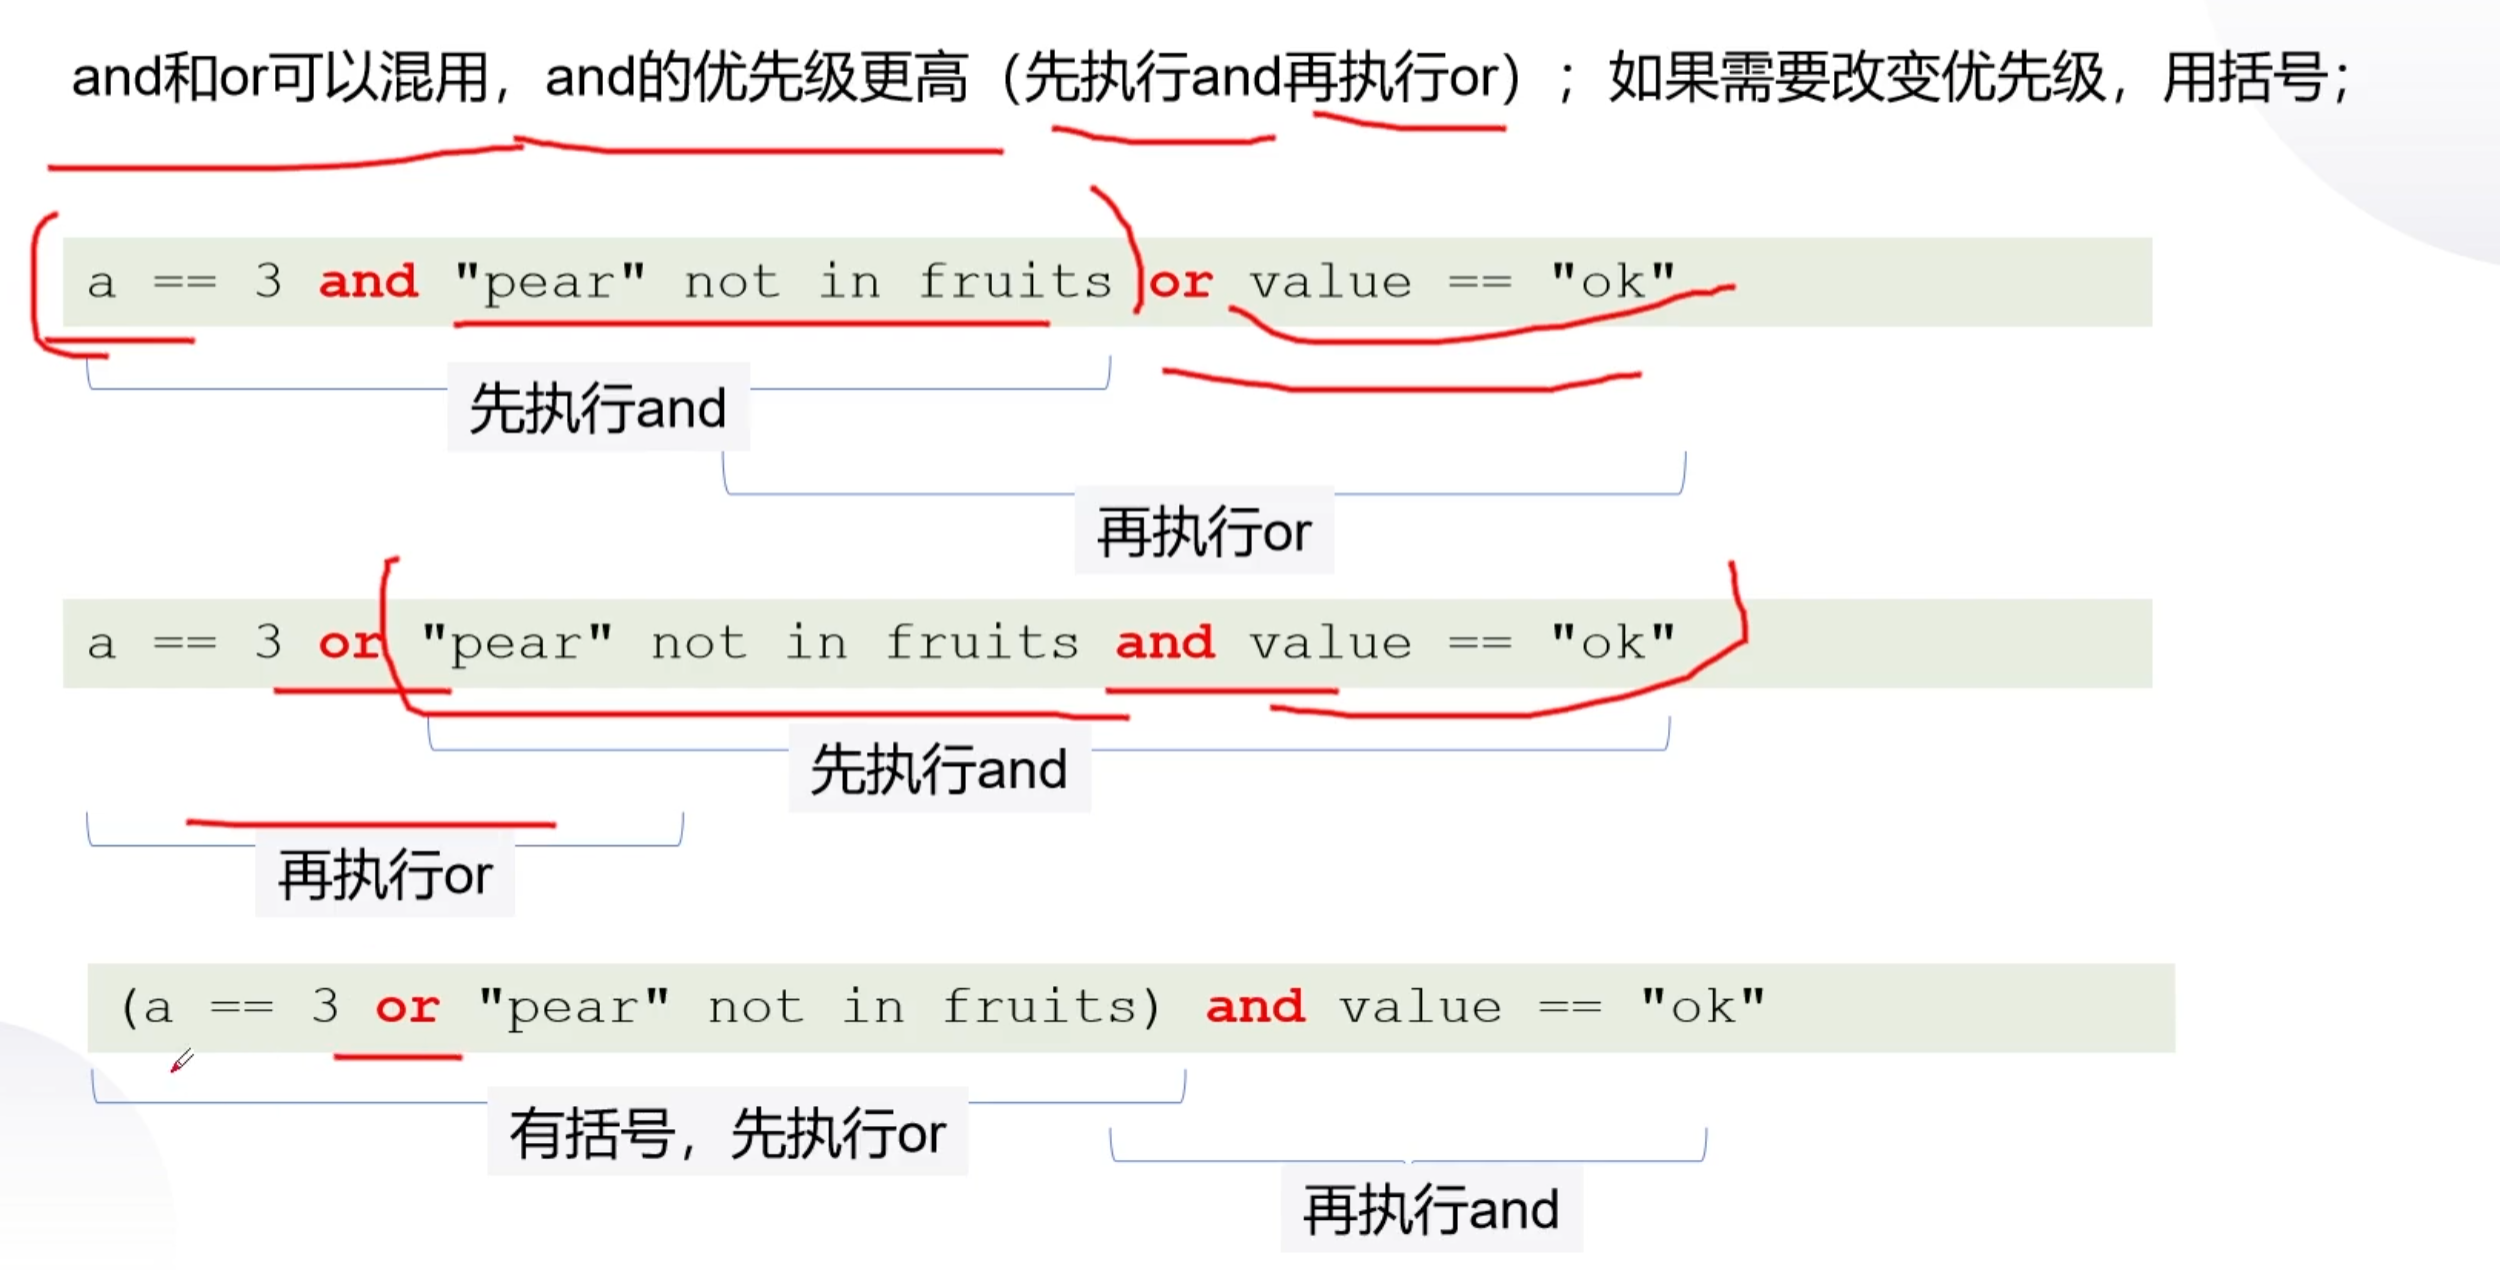 and和or可以混用，and的优先级更高（先执行and再执行or）；如果需要改变优先级，用括号；
a == 3 and "pear" not in fruits or value == "ok"
先执行and
再执行or
a == 3 or "pear" not in fruits and value == "ok"
先执行and
再执行or
(a == 3 or "pear" not in fruits) and value == "ok"
有括号，先执行or
再执行and